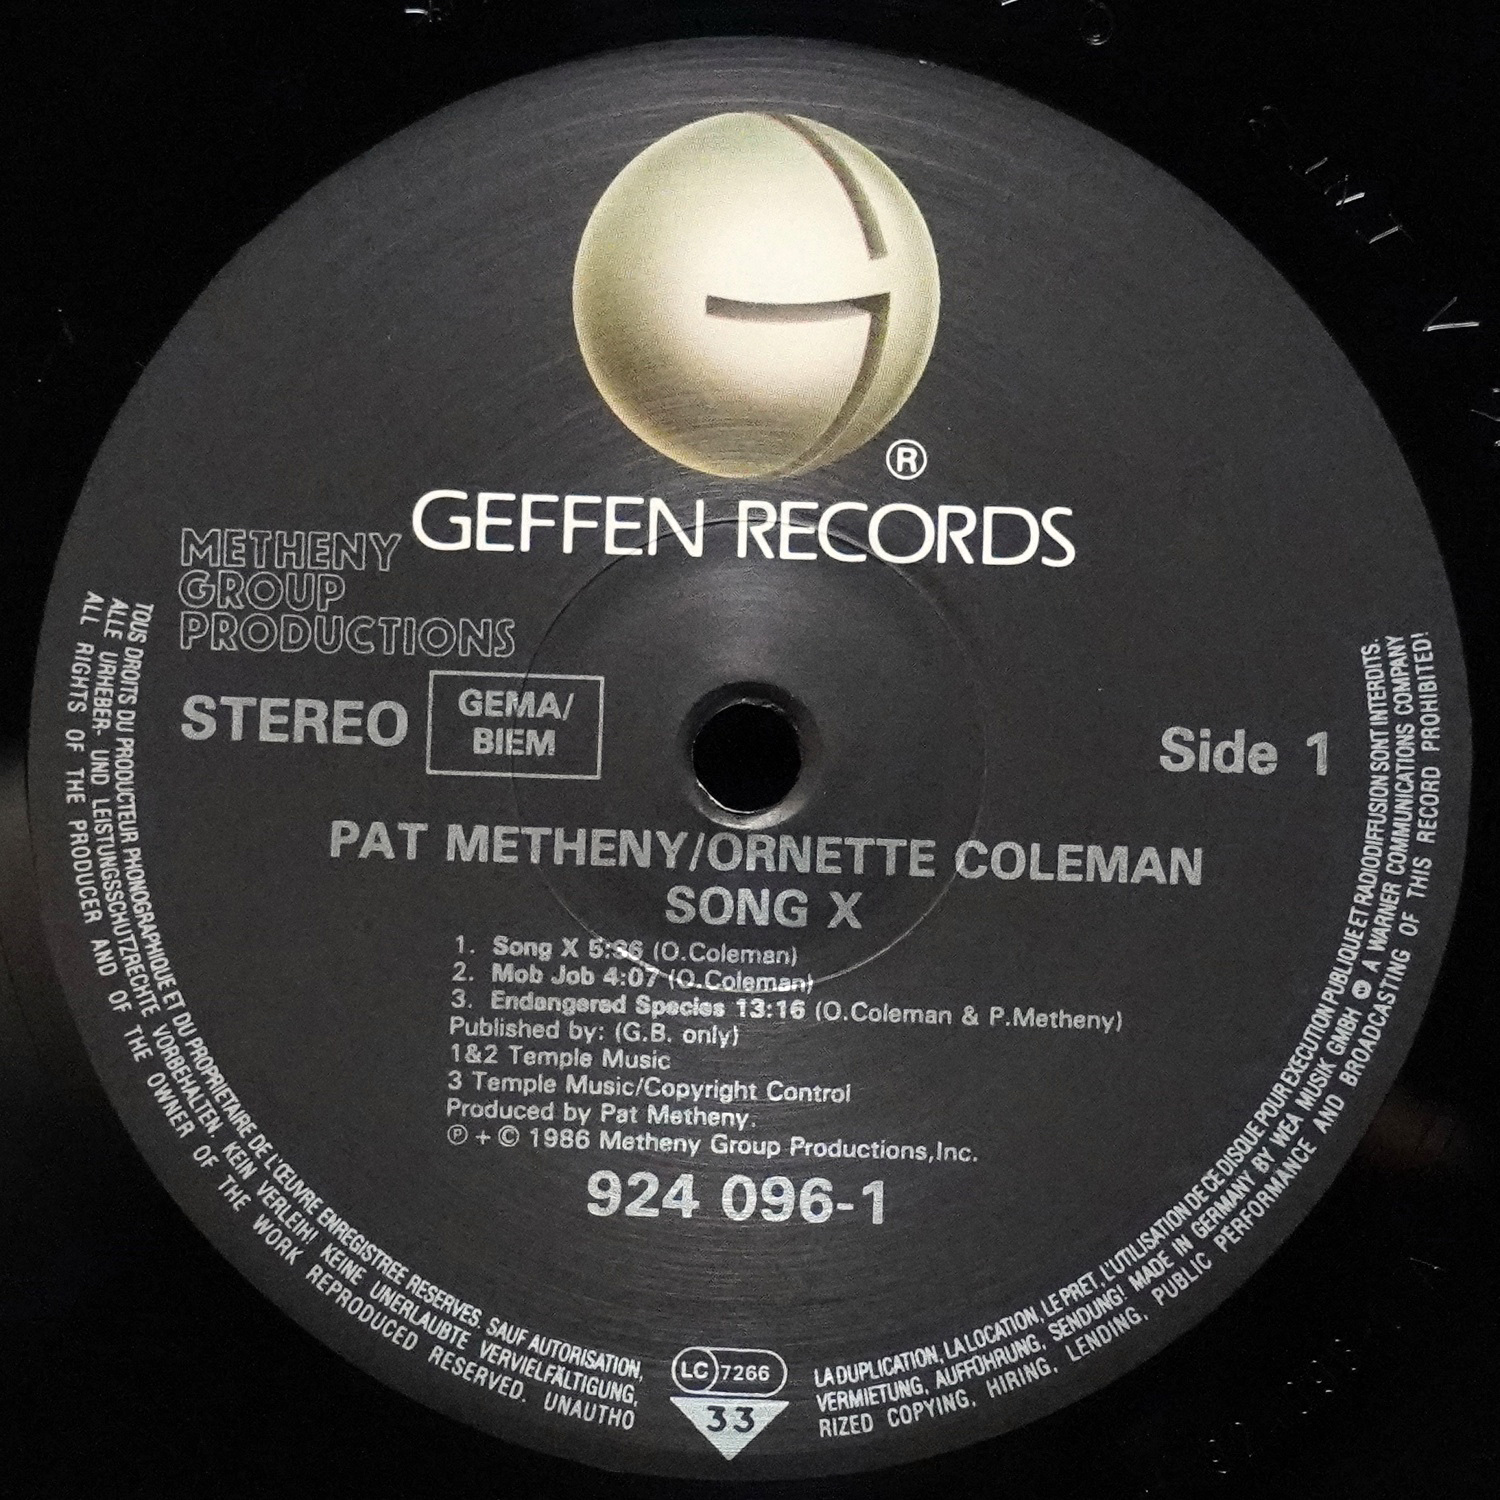 ®
GEFFEN RECORDS
METHENY
GROUP
PRODUCTIONS
STEREO
GEMA/
BIEM
Side 1
PAT METHENY/ORNETTE COLEMAN
SONG X
1. Song X 5:36 (O.Coleman)
2. Mob Job 4:07 (O.Coleman)
3. Endangered Species 13:16 (O.Coleman & P.Metheny)
Published by: (G.B. only)
1&2 Temple Music
3 Temple Music/Copyright Control
Produced by Pat Metheny.
℗ + © 1986 Metheny Group Productions,Inc.
924 096-1
TOUS DROITS DU PRODUCTEUR PHONOGRAPHIQUE ET DU PROPRIETAIRE DE L'ŒUVRE ENREGISTREE RESERVES. SAUF AUTORISATION,
LA DUPLICATION, LA LOCATION, LE PRET, L'UTILISATION DE CE DISQUE POUR EXECUTION PUBLIQUE ET RADIODIFFUSION SONT INTERDITS.
ALLE URHEBER- UND LEISTUNGSSCHUTZRECHTE VORBEHALTEN. KEIN VERLEIH! KEINE UNERLAUBTE VERVIELFÄLTIGUNG,
VERMIETUNG, AUFFÜHRUNG, SENDUNG! MADE IN GERMANY BY WEA MUSIK GMBH A WARNER COMMUNICATIONS COMPANY
ALL RIGHTS OF THE PRODUCER AND OF THE OWNER OF THE WORK REPRODUCED RESERVED. UNAUTHO
RIZED COPYING, HIRING, LENDING, PUBLIC PERFORMANCE AND BROADCASTING OF THIS RECORD PROHIBITED!
LC 7266
33